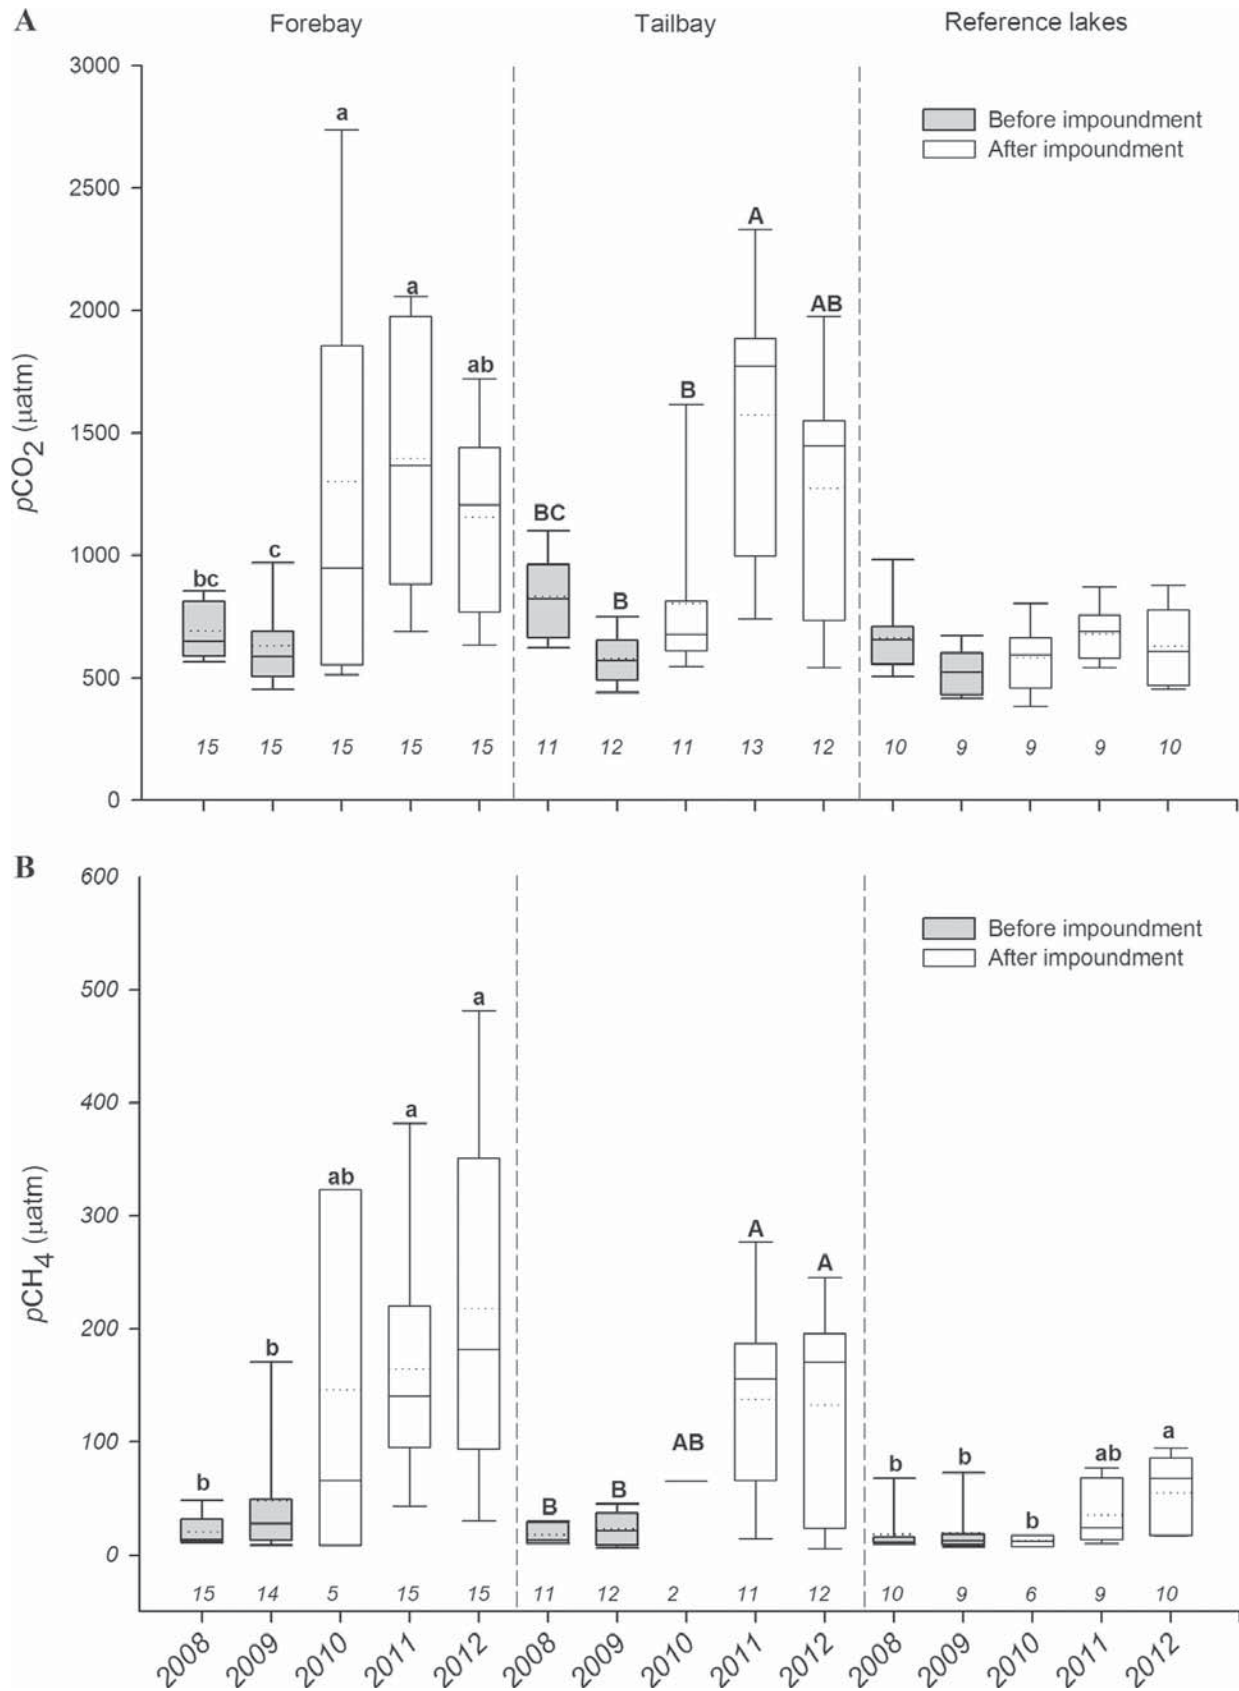 A
Forebay Tailbay Reference lakes
3000
Before impoundment
a
After impoundment
2500
A
a
AB
2000
ab
B
1500
BC
c
B
1000
bc
500
15 15 15 15 15 11 12 11 13 12 10 9 9 9 10
0
pCO2 (μatm)
B
600
Before impoundment
After impoundment
500
a
400
a
ab
300
A
A
200
b
AB
a
100
b
B
B
b
b
b
ab
0
15 14 5 15 15 11 12 2 11 12 10 9 6 9 10
pCH4 (μatm)
2008 2009 2010 2011 2012 2008 2009 2010 2011 2012 2008 2009 2010 2011 2012